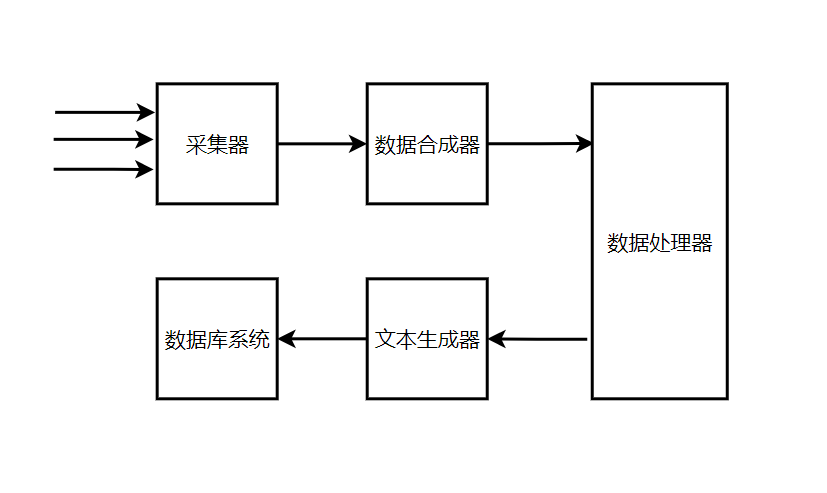 采集器
数据合成器
数据处理器
数据库系统
文本生成器